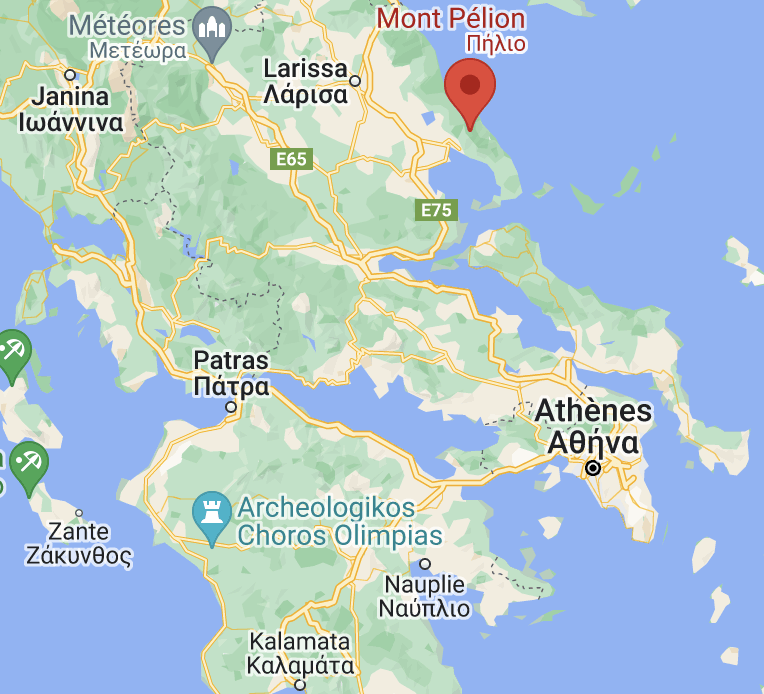 Mont Pélion
Πήλιο
Météores
Μετέωρα
Larissa
Λάρισα
Janina
Ιωάννινα
E65
E75
Patras
Πάτρα
Athènes
Αθήνα
Archeologikos
Choros Olimpias
Zante
Ζάκυνθος
Nauplie
Ναύπλιο
Kalamata
Καλαμάτα